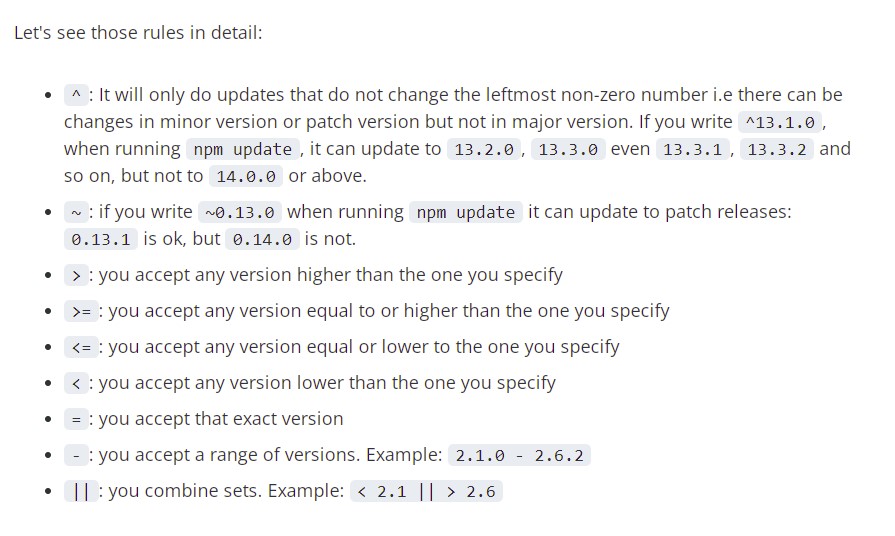 Let's see those rules in detail:
• ^ : It will only do updates that do not change the leftmost non-zero number i.e there can be
changes in minor version or patch version but not in major version. If you write ^13.1.0 ,
when running npm update , it can update to 13.2.0 , 13.3.0 even 13.3.1 , 13.3.2 and
so on, but not to 14.0.0 or above.
• ~ : if you write ~0.13.0 when running npm update it can update to patch releases:
0.13.1 is ok, but 0.14.0 is not.
• > : you accept any version higher than the one you specify
• >= : you accept any version equal to or higher than the one you specify
• <= : you accept any version equal or lower to the one you specify
• < : you accept any version lower than the one you specify
• = : you accept that exact version
• - : you accept a range of versions. Example: 2.1.0 - 2.6.2
• || : you combine sets. Example: < 2.1 || > 2.6